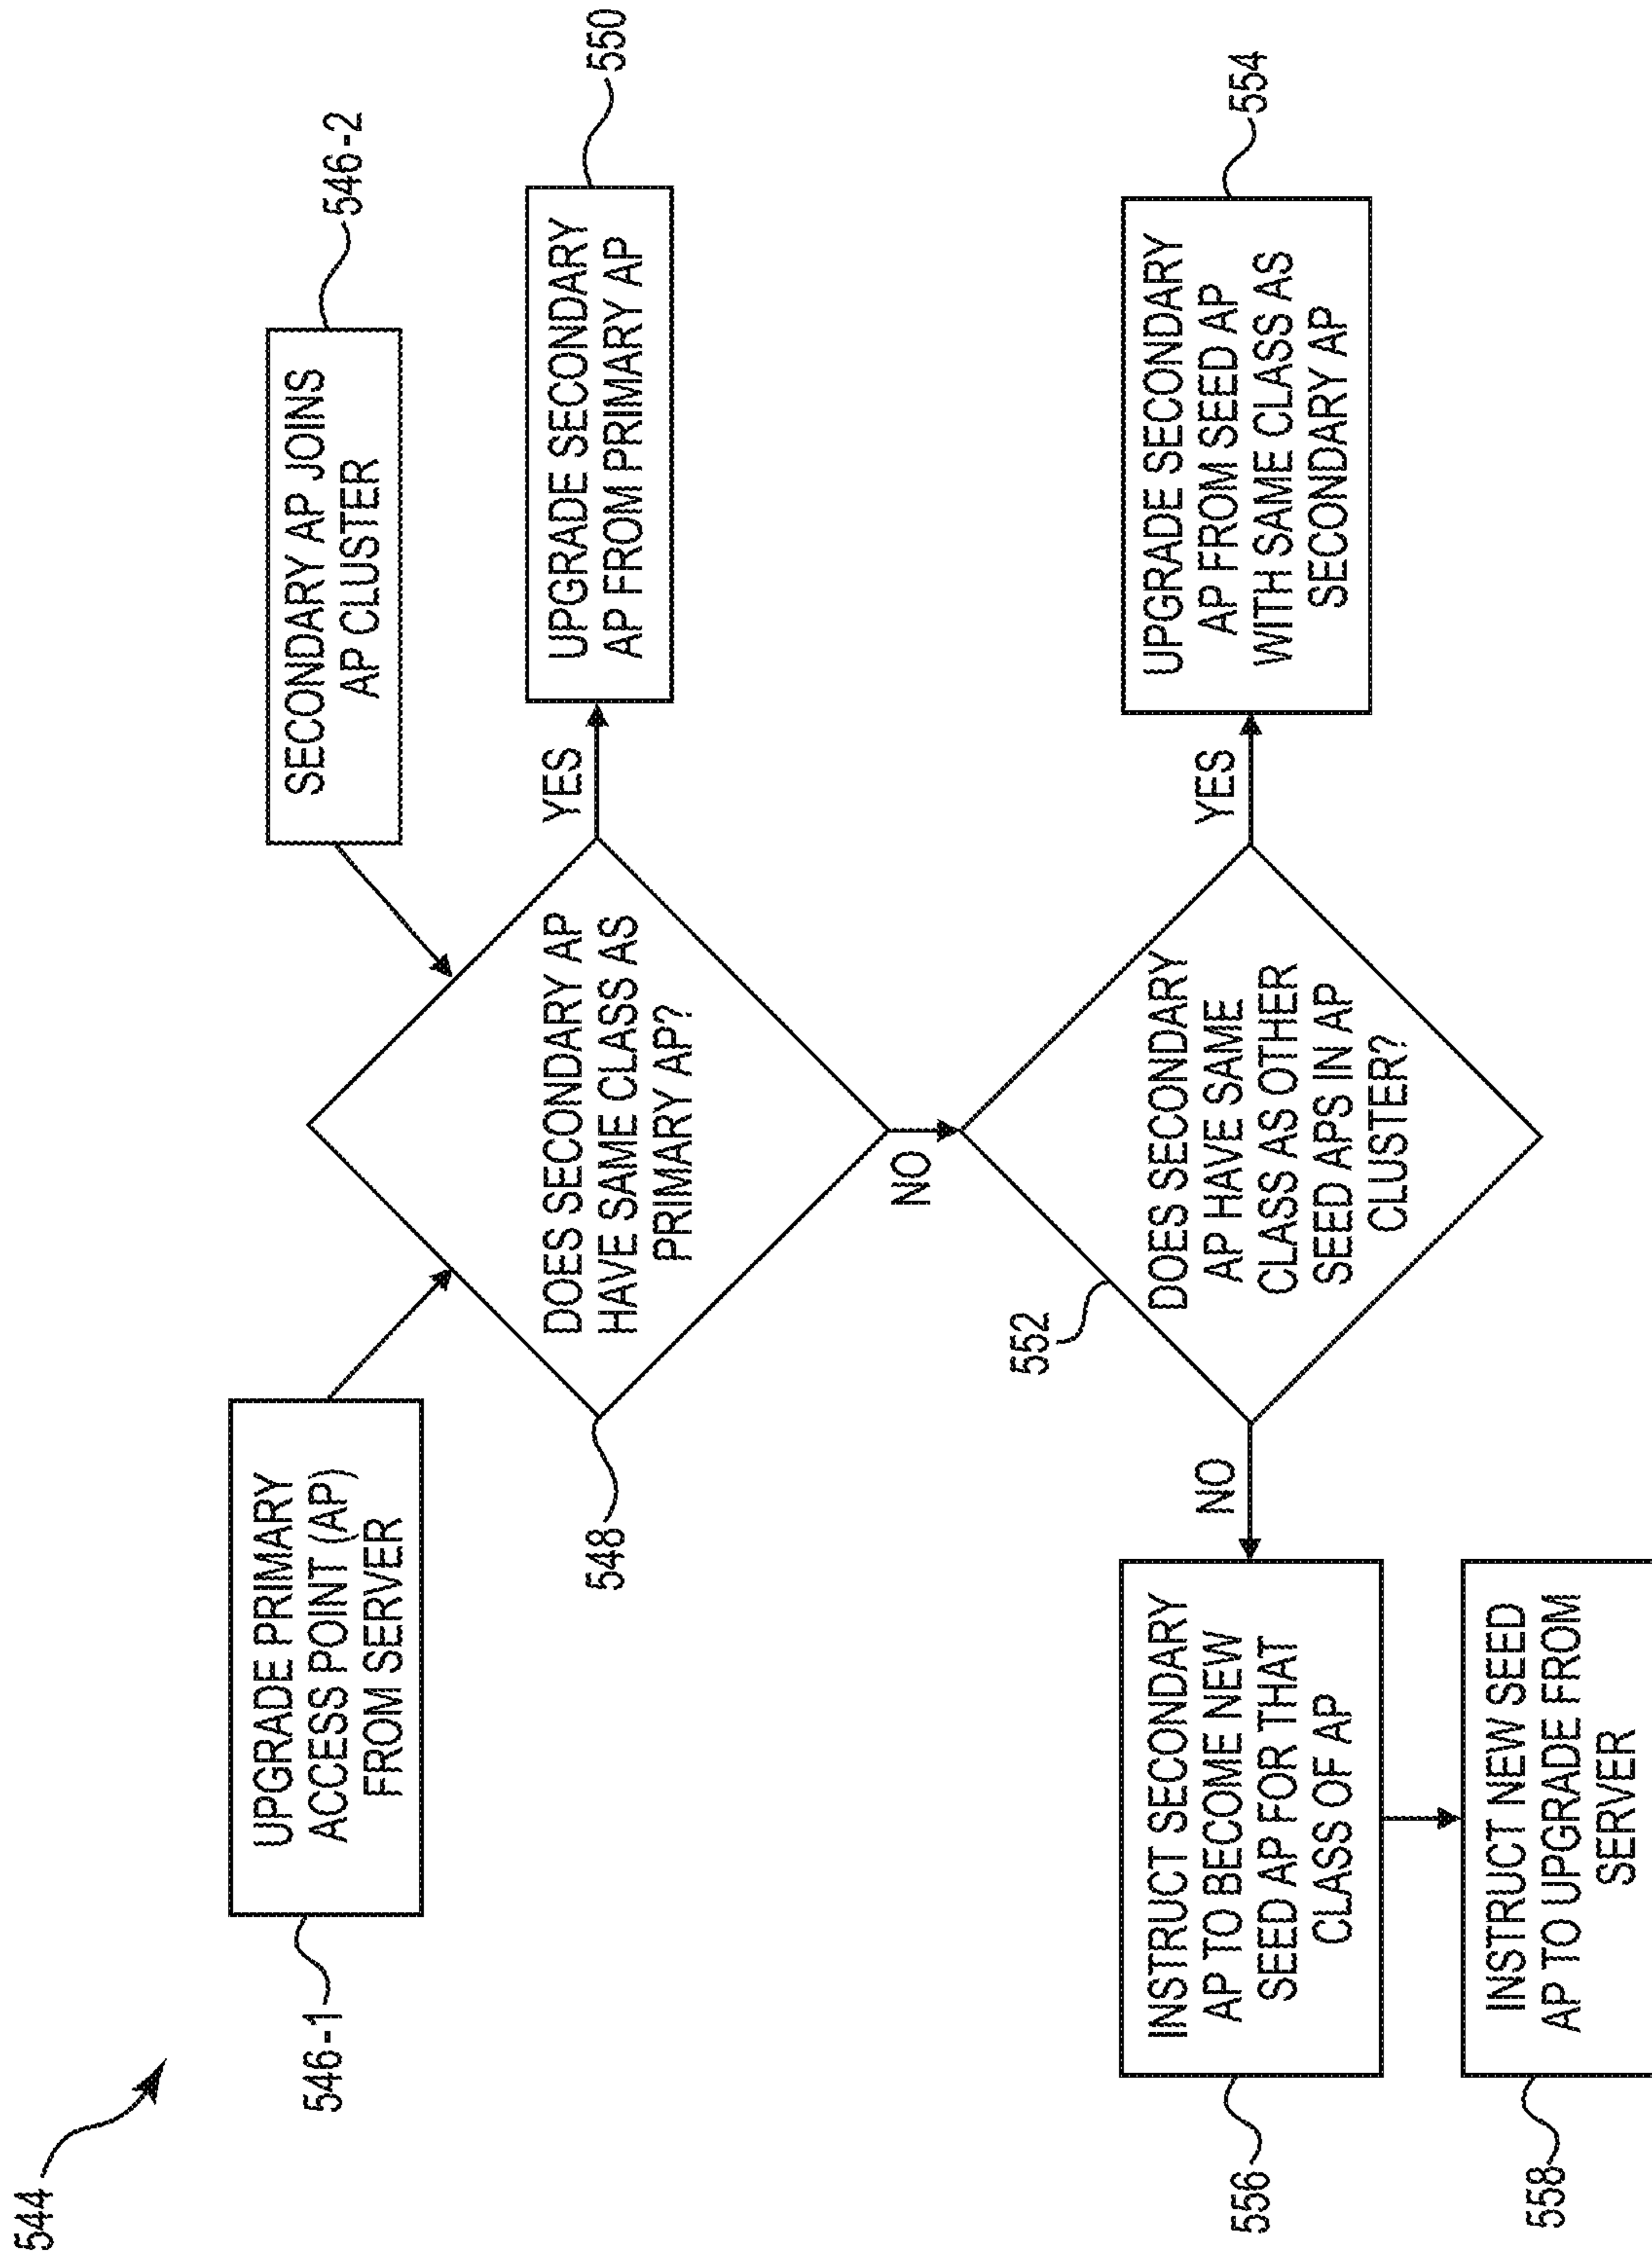 544
UPGRADE PRIMARY
ACCESS POINT (AP)
FROM SERVER
546-1
SECONDARY AP JOINS
AP CLUSTER
546-2
DOES SECONDARY AP
HAVE SAME CLASS AS
PRIMARY AP?
548
YES
UPGRADE SECONDARY
AP FROM PRIMARY AP
550
NO
DOES SECONDARY
AP HAVE SAME
CLASS AS OTHER
SEED APS IN AP
CLUSTER?
552
YES
UPGRADE SECONDARY
AP FROM SEED AP
WITH SAME CLASS AS
SECONDARY AP
554
NO
INSTRUCT SECONDARY
AP TO BECOME NEW
SEED AP FOR THAT
CLASS OF AP
556
INSTRUCT NEW SEED
AP TO UPGRADE FROM
SERVER
558